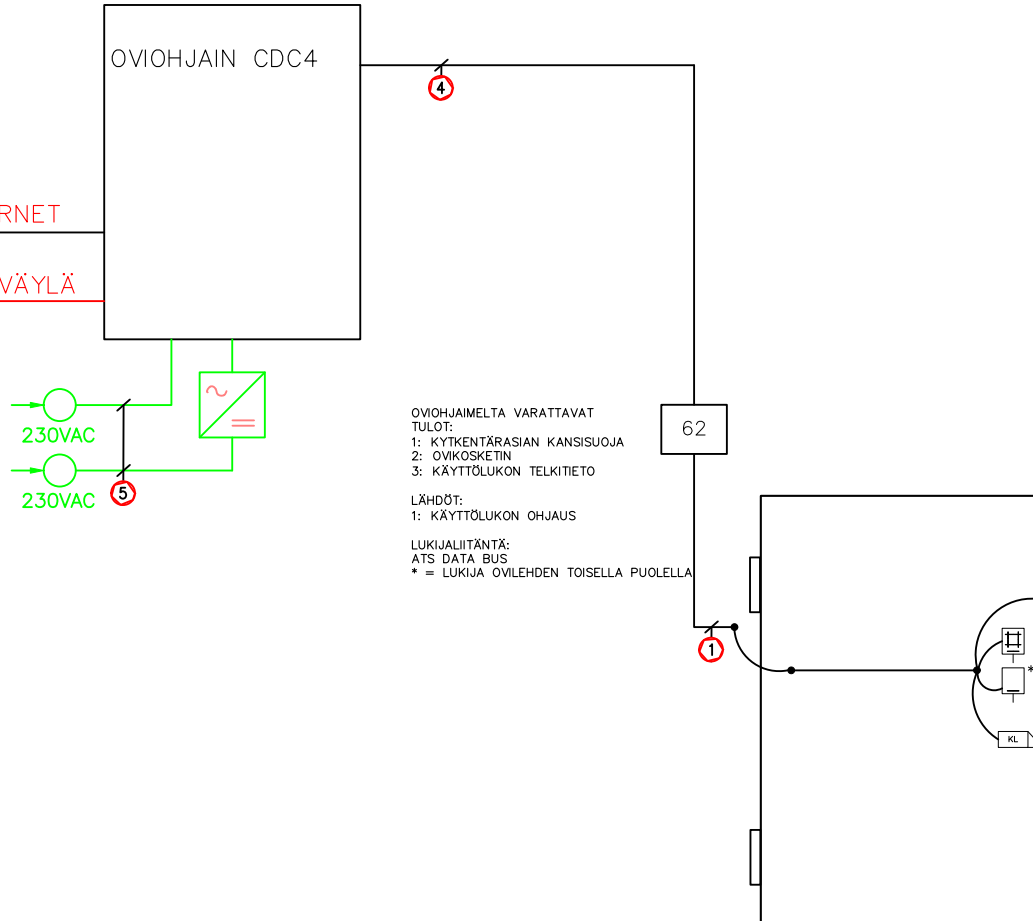 OVIOHJAIN CDC4
4
RNET
VÄYLÄ
230VAC
230VAC
5
OVIOHJAIMELTA VARATTAVAT
TULOT:
1: KYTKENTÄRASIAN KANSISUOJA
2: OVIKOSKETIN
3: KÄYTTÖLUKON TELKITIETO
LÄHDÖT:
1: KÄYTTÖLUKON OHJAUS
LUKIJALIITÄNTÄ:
ATS DATA BUS
* = LUKIJA OVILEHDEN TOISELLA PUOLELLA
62
1
*
KL